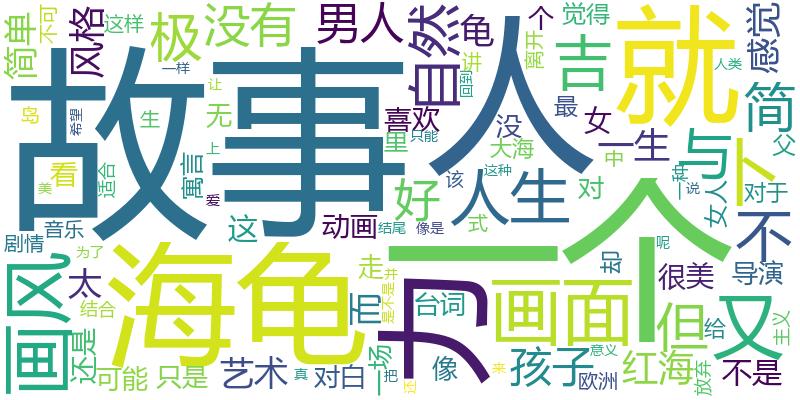 故事
人
一个
海龟
就
力
画面
画风
又
人生
自然
极
没有
男人
龟
吉
简
与
卜
不
但
好
这
动画
喜欢
里
寓言
无
生
岛
希望
简单
不可
这样
风格
一样
让
上
爱
看
适合
美
剧情
音乐
为了
太
结合
还是
可能
只是
艺术
对白
一场
真
走
而
台词
像
还
把
是不是
并
结尾
像是
式
该
只能
回到
讲
离开
个
觉得
感觉
最
没
大海
这种
女
一生
中
对
种
一
说
女人
对于
父
人类
却
很美
导演
呢
给
主义
孩子
红海
不是
放弃
欧洲
意义
来